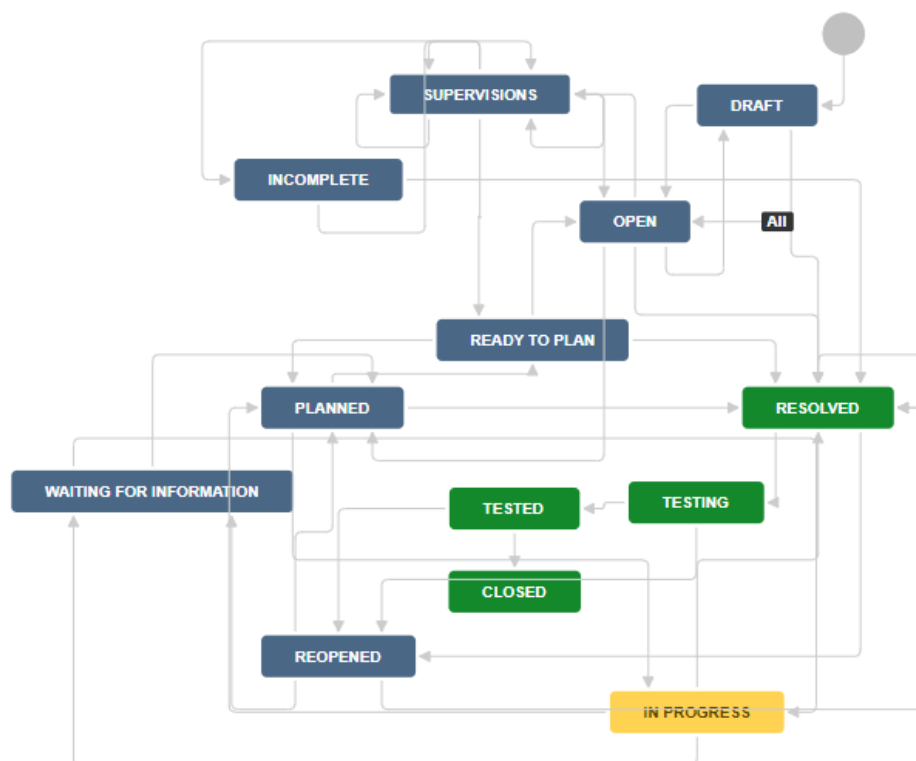 SUPERVISIONS
DRAFT
INCOMPLETE
OPEN
All
READY TO PLAN
PLANNED
RESOLVED
WAITING FOR INFORMATION
TESTED
TESTING
CLOSED
REOPENED
IN PROGRESS